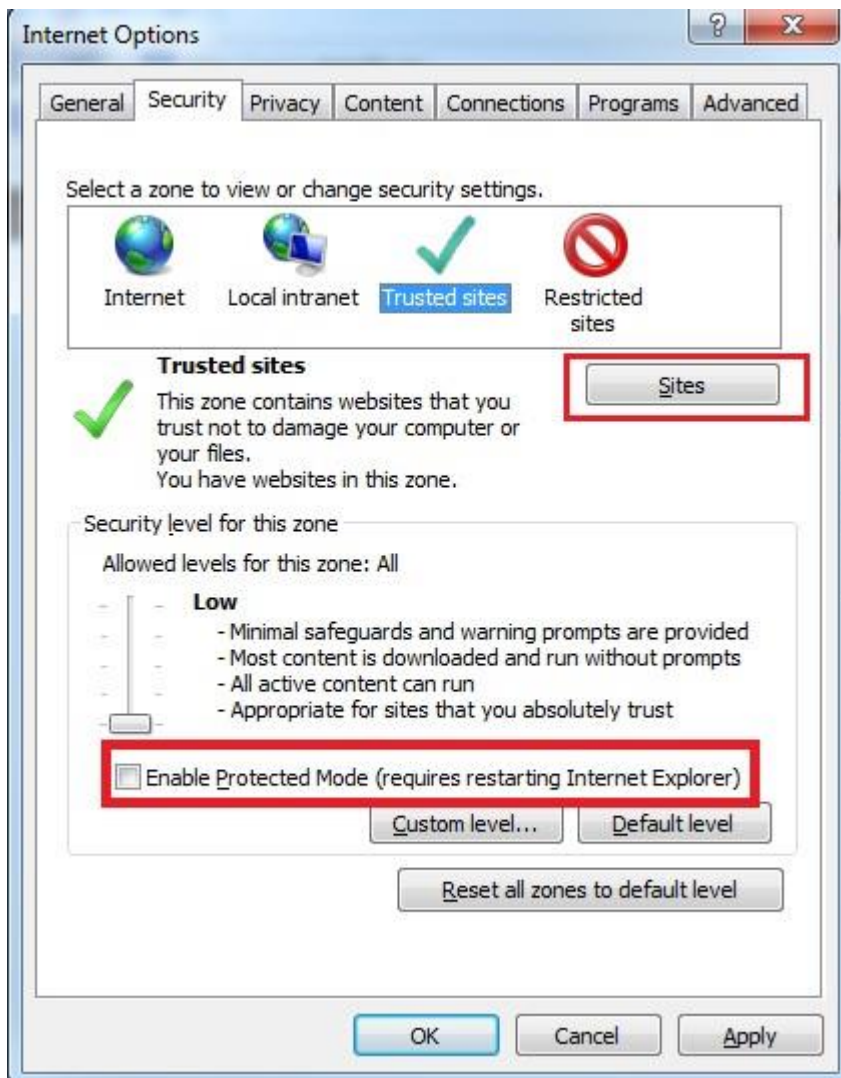 Internet Options
General Security Privacy Content Connections Programs Advanced
Select a zone to view or change security settings.
Internet Local intranet Trusted sites Restricted sites
Trusted sites
Sites
This zone contains websites that you
trust not to damage your computer or
your files.
You have websites in this zone.
Security level for this zone
Allowed levels for this zone: All
Low
- Minimal safeguards and warning prompts are provided
- Most content is downloaded and run without prompts
- All active content can run
- Appropriate for sites that you absolutely trust
Enable Protected Mode (requires restarting Internet Explorer)
Custom level... Default level
Reset all zones to default level
OK Cancel Apply